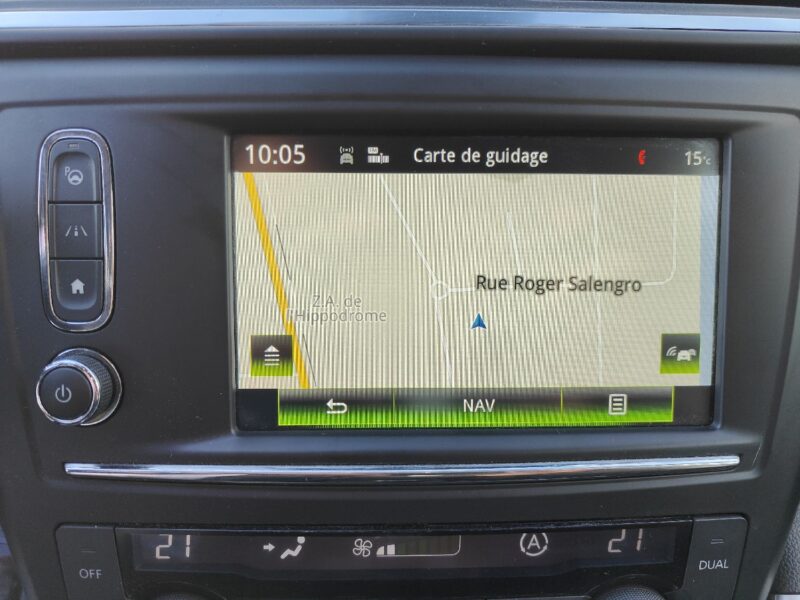 10:05 Carte de guidage 15°c
P
Rue Roger Salengro
Z.A. de
l'Hippodrome
NAV
21 A 21
OFF
DUAL